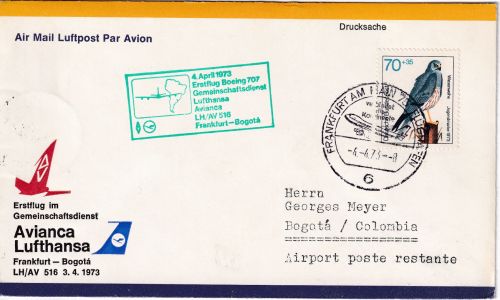 Drucksache
Air Mail Luftpost Par Avion
4. April 1973
Erstflug Boeing 707
Gemeinschaftsdienst
Lufthansa
Avianca
LH/AV 516
Frankfurt – Bogotá
70+35
FRANKFURT AM MAIN FLUGHAFEN
-4.-4.73-8
6
Herrn
Georges Meyer
Bogotá / Colombia
Airport poste restante
Erstflug im
Gemeinschaftsdienst
Avianca
Lufthansa
Frankfurt – Bogotá
LH/AV 516 3. 4. 1973